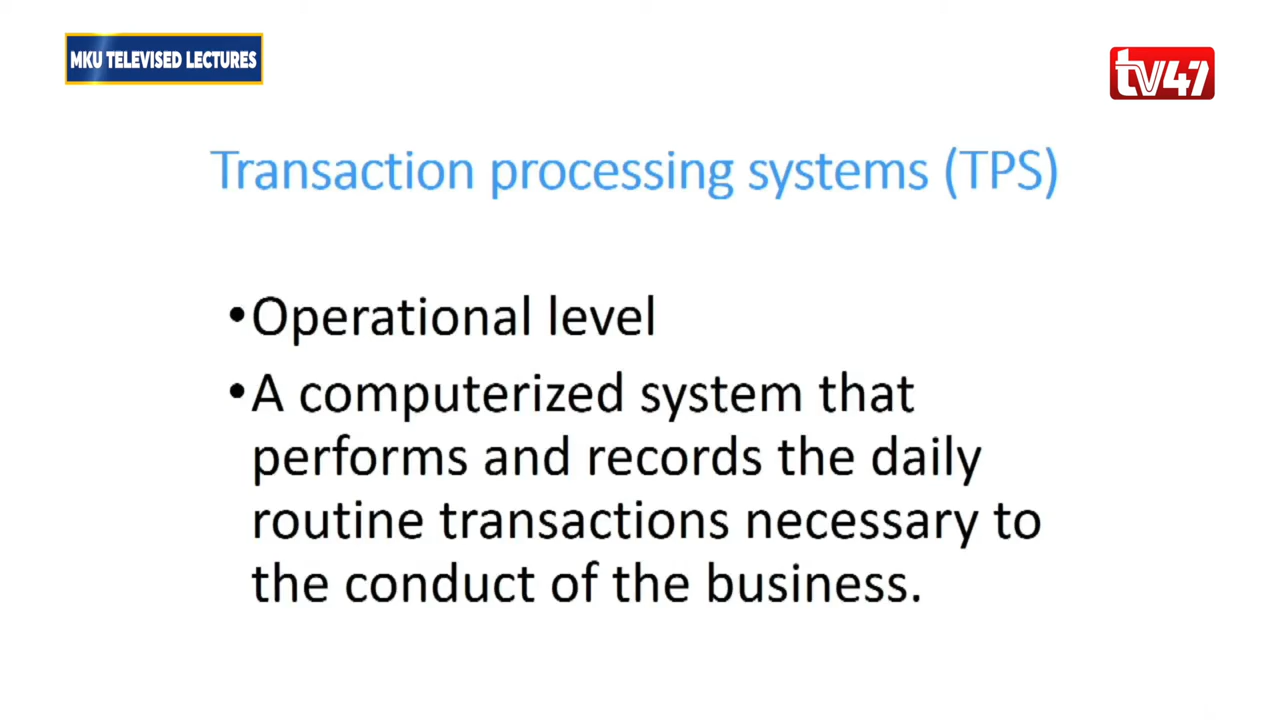 MKU TELEVISED LECTURES
tv47
Transaction processing systems (TPS)
•Operational level
•A computerized system that
performs and records the daily
routine transactions necessary to
the conduct of the business.